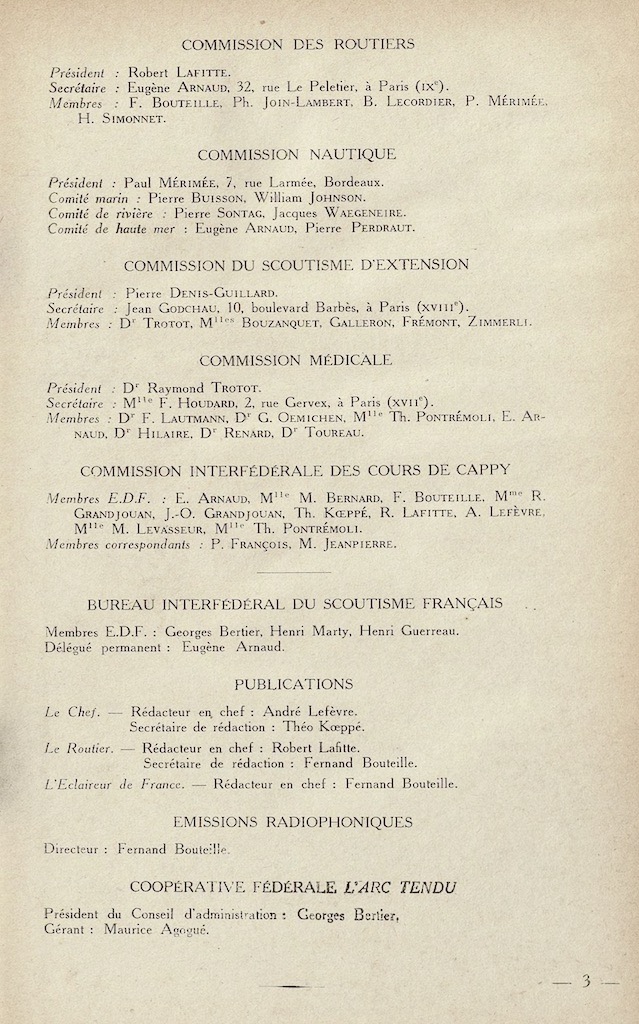 COMMISSION DES ROUTIERS
Président : Robert LAFITTE.
Secrétaire : Eugène ARNAUD, 32, rue Le Peletier, à Paris (IXe).
Membres : F. BOUTEILLE, Ph. JOIN-LAMBERT, B. LECORDIER, P. MÉRIMÉE,
H. SIMONNET.
COMMISSION NAUTIQUE
Président : Paul MÉRIMÉE, 7, rue Larmée, Bordeaux.
Comité marin : Pierre BUISSON, William JOHNSON.
Comité de rivière : Pierre SONTAG, Jacques WAEGENEIRE.
Comité de haute mer : Eugène ARNAUD, Pierre PERDRAUT.
COMMISSION DU SCOUTISME D'EXTENSION
Président : Pierre DENIS-GUILLARD.
Secrétaire : Jean GODCHAU, 10, boulevard Barbès, à Paris (XVIIIe).
Membres : Dr TROTOT, Mlles BOUZANQUET, GALLERON, FRÉMONT, ZIMMERLI.
COMMISSION MÉDICALE
Président : Dr Raymond TROTOT.
Secrétaire : Mlle F. HOUDARD, 2, rue Gervex, à Paris (XVIIe).
Membres : Dr F. LAUTMANN, Dr G. OEMICHEN, Mlle Th. PONTRÉMOLI, E. AR-
NAUD, Dr HILAIRE, Dr RENARD, Dr TOUREAU.
COMMISSION INTERFÉDÉRALE DES COURS DE CAPPY
Membres E.D.F. : E. ARNAUD, Mlle M. BERNARD, F. BOUTEILLE, Mme R.
GRANDJOUAN, J.-O. GRANDJOUAN, Th. KŒPPÉ, R. LAFITTE, A. LEFÈVRE,
Mlle M. LEVASSEUR, Mlle Th. PONTRÉMOLI.
Membres correspondants : P. FRANÇOIS, M. JEANPIERRE.
BUREAU INTERFÉDÉRAL DU SCOUTISME FRANÇAIS
Membres E.D.F. : Georges Bertier, Henri Marty, Henri Guerreau.
Délégué permanent : Eugène Arnaud.
PUBLICATIONS
Le Chef. — Rédacteur en chef : André Lefèvre.
Secrétaire de rédaction : Théo Kœppé.
Le Routier. — Rédacteur en chef : Robert Lafitte.
Secrétaire de rédaction : Fernand Bouteille.
L'Eclaireur de France. — Rédacteur en chef : Fernand Bouteille.
EMISSIONS RADIOPHONIQUES
Directeur : Fernand Bouteille.
COOPÉRATIVE FÉDÉRALE L'ARC TENDU
Président du Conseil d'administration : Georges Bertier,
Gérant : Maurice Agogué.
— 3 —